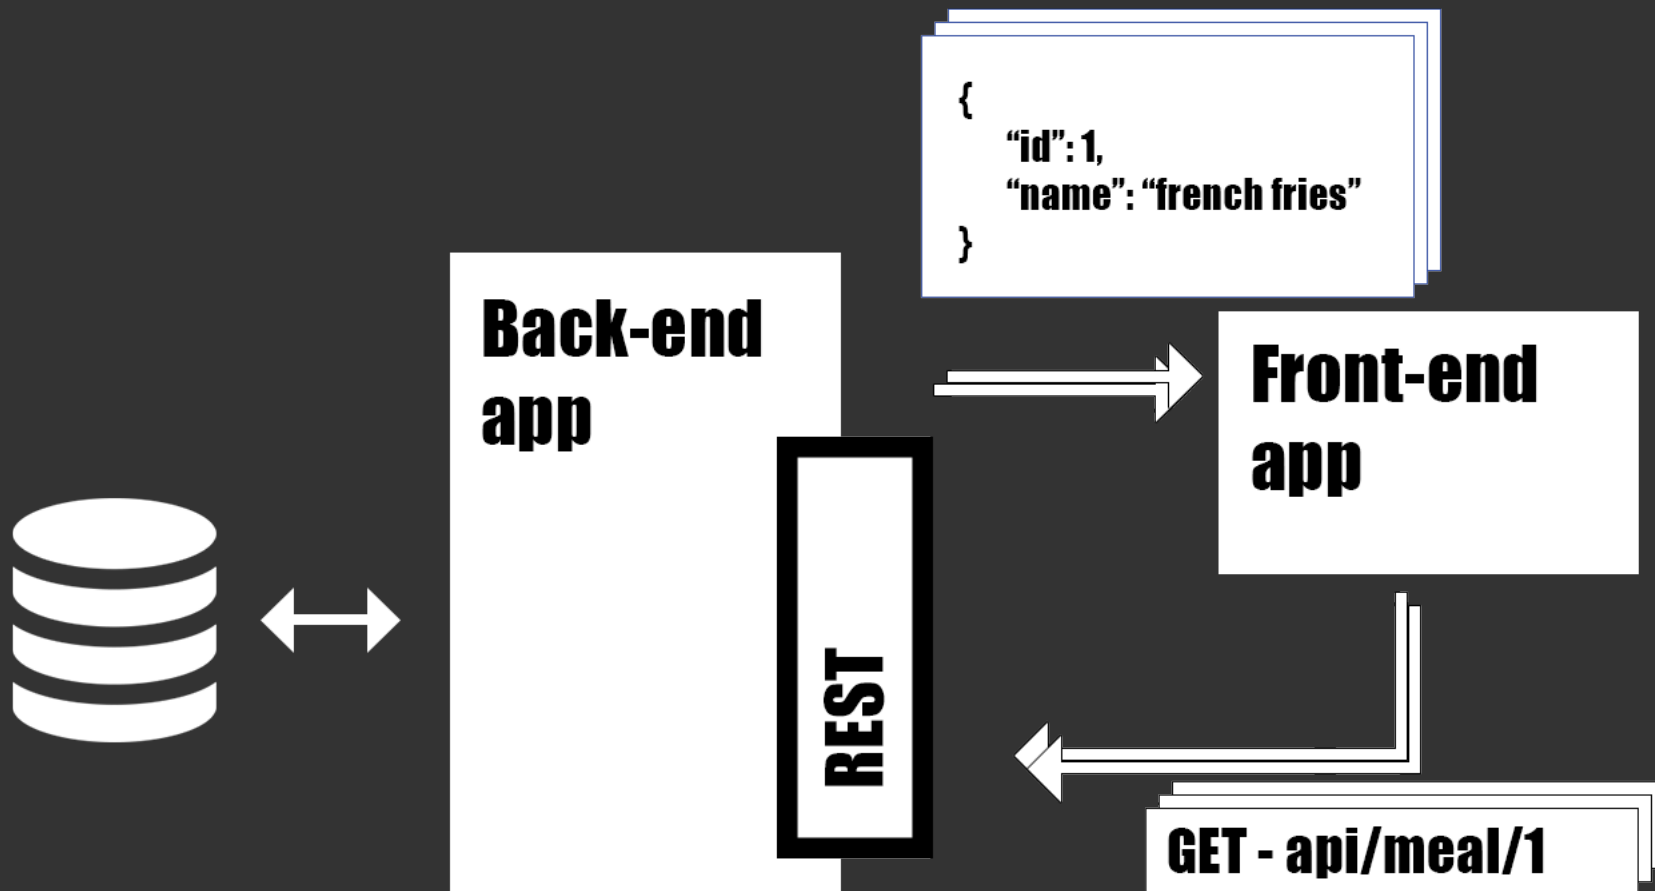 {
“id”: 1,
“name”: “french fries”
}
Back-end
app
Front-end
app
REST
GET - api/meal/1